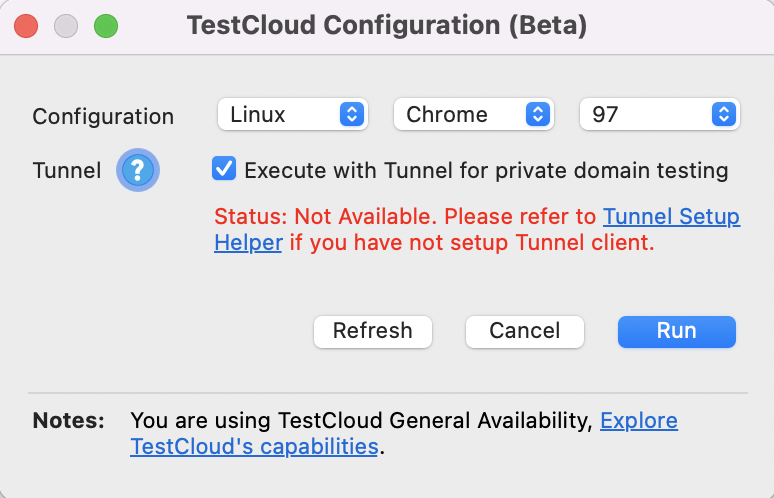 TestCloud Configuration (Beta)
Configuration Linux Chrome 97
Tunnel ? Execute with Tunnel for private domain testing
Status: Not Available. Please refer to Tunnel Setup
Helper if you have not setup Tunnel client.
Refresh Cancel Run
Notes: You are using TestCloud General Availability, Explore
TestCloud's capabilities.